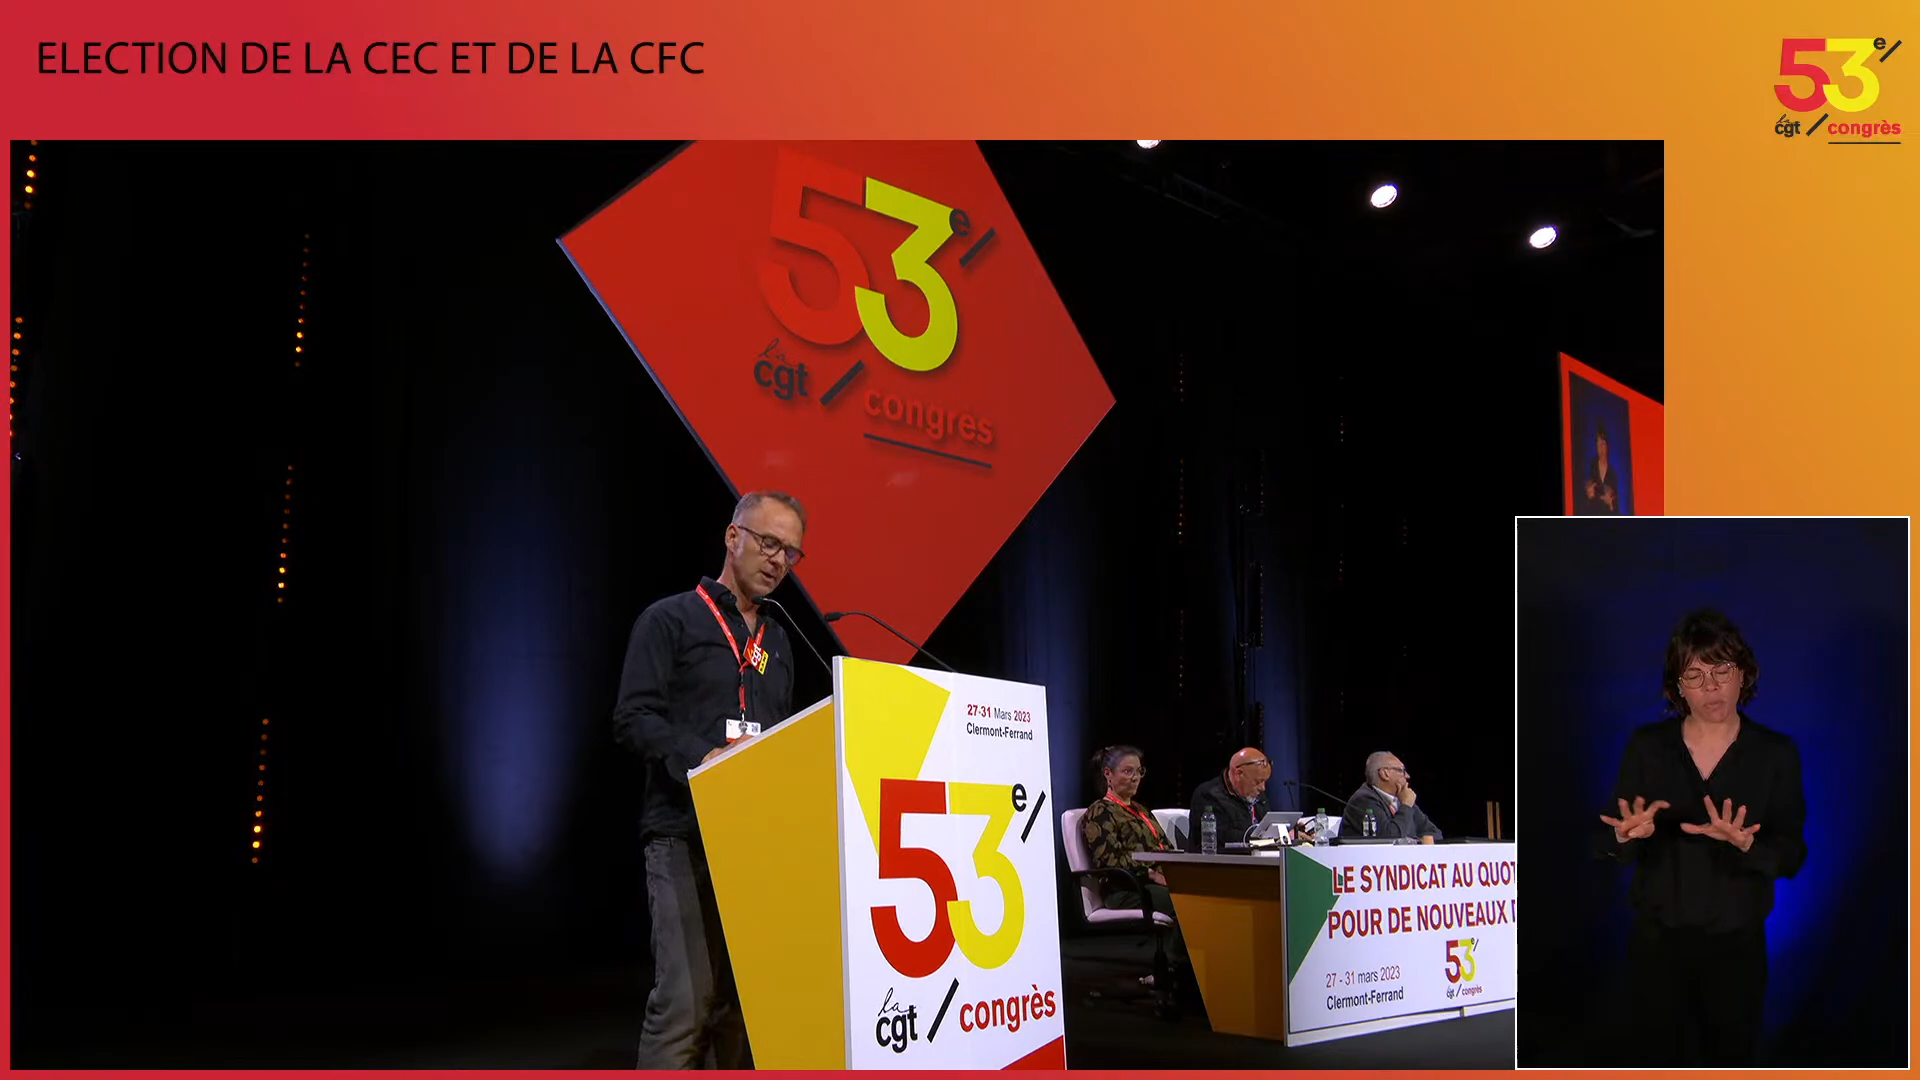 ELECTION DE LA CEC ET DE LA CFC
53e/
la cgt / congrès
53e/
la cgt / congrès
27-31 Mars 2023
Clermont-Ferrand
53e/
la cgt / congrès
LE SYNDICAT AU QUOT
POUR DE NOUVEAUX D
27 - 31 mars 2023
Clermont-Ferrand
53e/
la cgt / congrès